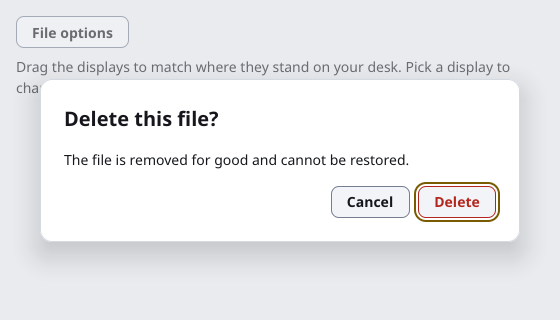 File options
Drag the displays to match where they stand on your desk. Pick a display to
Delete this file?
The file is removed for good and cannot be restored.
Cancel
Delete